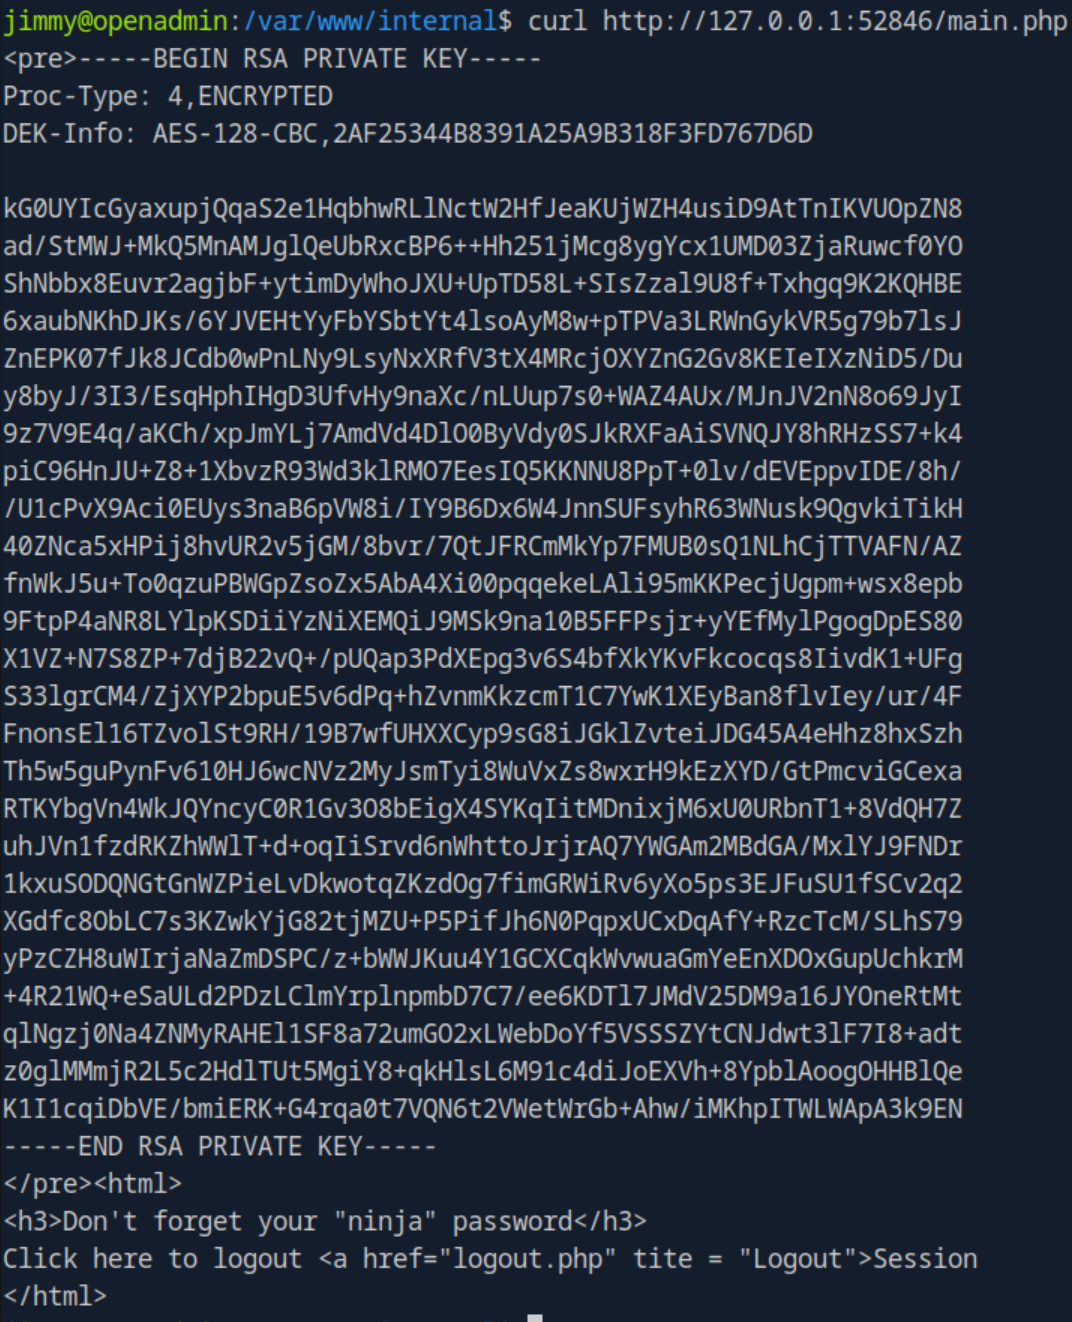 jimmy@openadmin:/var/www/internal$ curl http://127.0.0.1:52846/main.php
<pre>-----BEGIN RSA PRIVATE KEY-----
Proc-Type: 4,ENCRYPTED
DEK-Info: AES-128-CBC,2AF25344B8391A25A9B318F3FD767D6D

kG0UYIcGyaxupjQqaS2e1HqbhwRLlNctW2HfJeaKUjWZH4usiD9AtTnIKVUOpZN8
ad/StMWJ+MkQ5MnAMJglQeUbRxcBP6++Hh251jMcg8ygYcx1UMD03ZjaRuwcf0YO
ShNbbx8Euvr2agjbF+ytimDyWhoJXU+UpTD58L+SIsZzal9U8f+Txhgq9K2KQHBE
6xaubNKhDJKs/6YJVEHtYyFbYSbtYt4lsoAyM8w+pTPVa3LRWnGykVR5g79b7lsJ
ZnEPK07fJk8JCdb0wPnLNy9LsyNxXRfV3tX4MRcjOXYZnG2Gv8KEIeIXzNiD5/Du
y8byJ/3I3/EsqHphIHgD3UfvHy9naXc/nLUup7s0+WAZ4AUx/MJnJV2nN8o69JyI
9z7V9E4q/aKCh/xpJmYLj7AmdVd4DlO0ByVdy0SJkRXFaAiSVNQJY8hRHzSS7+k4
piC96HnJU+Z8+1XbvzR93Wd3klRMO7EesIQ5KKNNU8PpT+0lv/dEVEppvIDE/8h/
/U1cPvX9Aci0EUys3naB6pVW8i/IY9B6Dx6W4JnnSUFsyhR63WNusk9QgvkiTikH
40ZNca5xHPij8hvUR2v5jGM/8bvr/7QtJFRCmMkYp7FMUB0sQ1NLhCjTTVAFN/AZ
fnWkJ5u+To0qzuPBWGpZsoZx5AbA4Xi00pqqekeLAli95mKKPecjUgpm+wsx8epb
9FtpP4aNR8LYlpKSDiiYzNiXEMQiJ9MSk9na10B5FFPsjr+yYEfMylPgogDpES80
X1VZ+N7S8ZP+7djB22vQ+/pUQap3PdXEpg3v6S4bfXkYKvFkcocqs8IivdK1+UFg
S33lgrCM4/ZjXYP2bpuE5v6dPq+hZvnmKkzcmT1C7YwK1XEyBan8flvIey/ur/4F
FnonsEl16TZvolSt9RH/19B7wfUHXXCyp9sG8iJGklZvteiJDG45A4eHhz8hxSzh
Th5w5guPynFv610HJ6wcNVz2MyJsmTyi8WuVxZs8wxrH9kEzXYD/GtPmcviGCexa
RTKYbgVn4WkJQYncyC0R1Gv3O8bEigX4SYKqIitMDnixjM6xU0URbnT1+8VdQH7Z
uhJVn1fzdRKZhWWlT+d+oqIiSrvd6nWhttoJrjrAQ7YWGAm2MBdGA/MxlYJ9FNDr
1kxuSODQNGtGnWZPieLvDkwotqZKzdOg7fimGRWiRv6yXo5ps3EJFuSU1fSCv2q2
XGdfc8ObLC7s3KZwkYjG82tjMZU+P5PifJh6N0PqpxUCxDqAfY+RzcTcM/SLhS79
yPzCZH8uWIrjaNaZmDSPC/z+bWWJKuu4Y1GCXCqkWvwuaGmYeEnXDOxGupUchkrM
+4R21WQ+eSaULd2PDzLClmYrplnpmbD7C7/ee6KDTl7JMdV25DM9a16JYOneRtMt
qlNgzj0Na4ZNMyRAHEl1SF8a72umGO2xLWebDoYf5VSSSZYtCNJdwt3lF7I8+adt
z0glMMmjR2L5c2HdlTUt5MgiY8+qkHlsL6M91c4diJoEXVh+8YpblAoogOHHBlQe
K1I1cqiDbVE/bmiERK+G4rqa0t7VQN6t2VWetWrGb+Ahw/iMKhpITWLWApA3k9EN
-----END RSA PRIVATE KEY-----
</pre><html>
<h3>Don't forget your "ninja" password</h3>
Click here to logout <a href="logout.php" tite = "Logout">Session
</html>